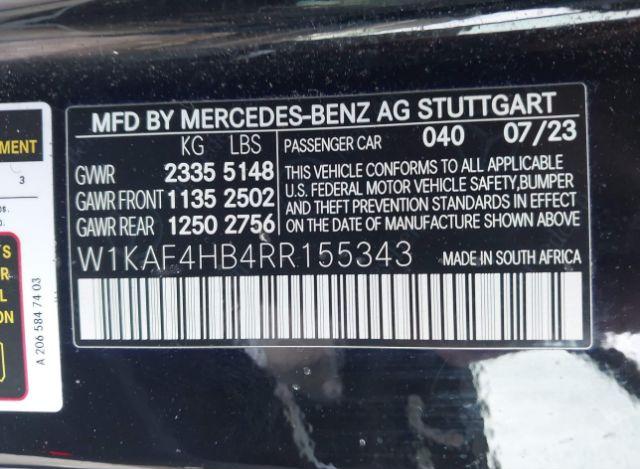 MFD BY MERCEDES-BENZ AG STUTTGART
KG LBS
GVWR 2335 5148
GAWR FRONT 1135 2502
GAWR REAR 1250 2756
PASSENGER CAR 040 07/23
THIS VEHICLE CONFORMS TO ALL APPLICABLE
U.S. FEDERAL MOTOR VEHICLE SAFETY,BUMPER
AND THEFT PREVENTION STANDARDS IN EFFECT
ON THE DATE OF MANUFACTURE SHOWN ABOVE
W1KAF4HB4RR155343 MADE IN SOUTH AFRICA
3
A 206 584 74 03